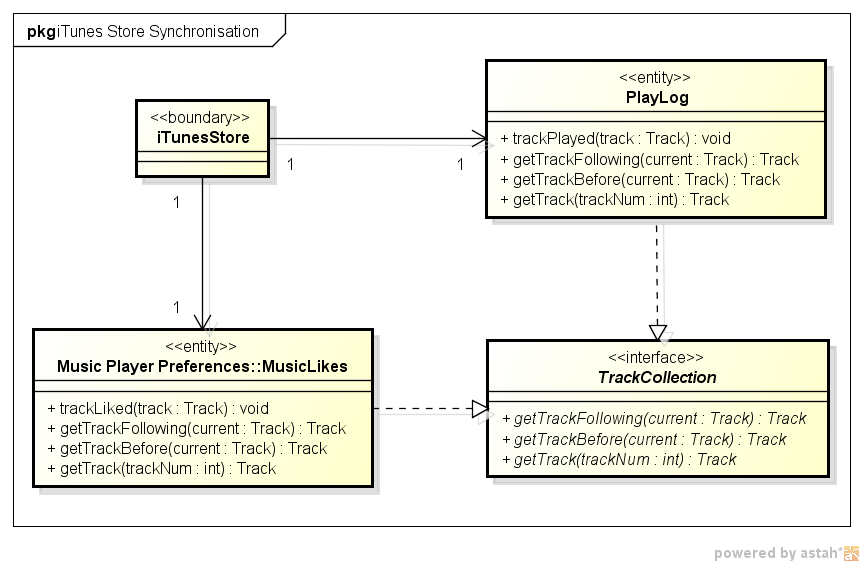 pkg iTunes Store Synchronisation
<<boundary>>
iTunesStore
1
1
1
1
<<entity>>
PlayLog
+ trackPlayed(track : Track) : void
+ getTrackFollowing(current : Track) : Track
+ getTrackBefore(current : Track) : Track
+ getTrack(trackNum : int) : Track
<<entity>>
Music Player Preferences::MusicLikes
+ trackLiked(track : Track) : void
+ getTrackFollowing(current : Track) : Track
+ getTrackBefore(current : Track) : Track
+ getTrack(trackNum : int) : Track
<<interface>>
TrackCollection
+ getTrackFollowing(current : Track) : Track
+ getTrackBefore(current : Track) : Track
+ getTrack(trackNum : int) : Track
powered by astah*